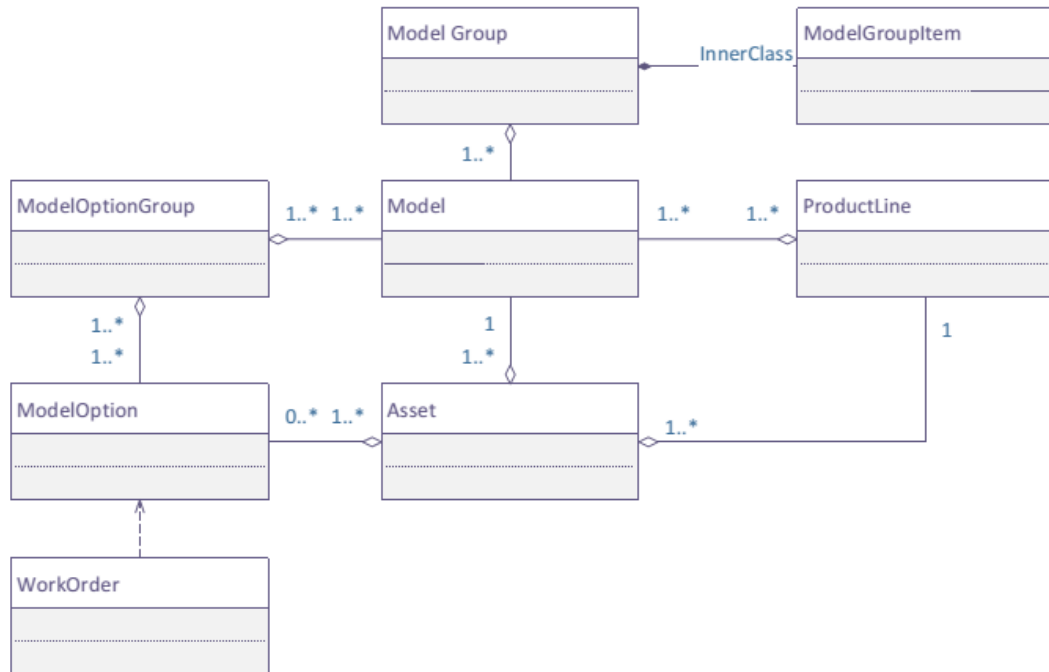 Model Group
ModelGroupItem
InnerClass
1..*
ModelOptionGroup
1..* 1..*
Model
1..*
1..*
ProductLine
1..*
1..*
1
1..*
1
ModelOption
0..* 1..*
Asset
1..*
WorkOrder